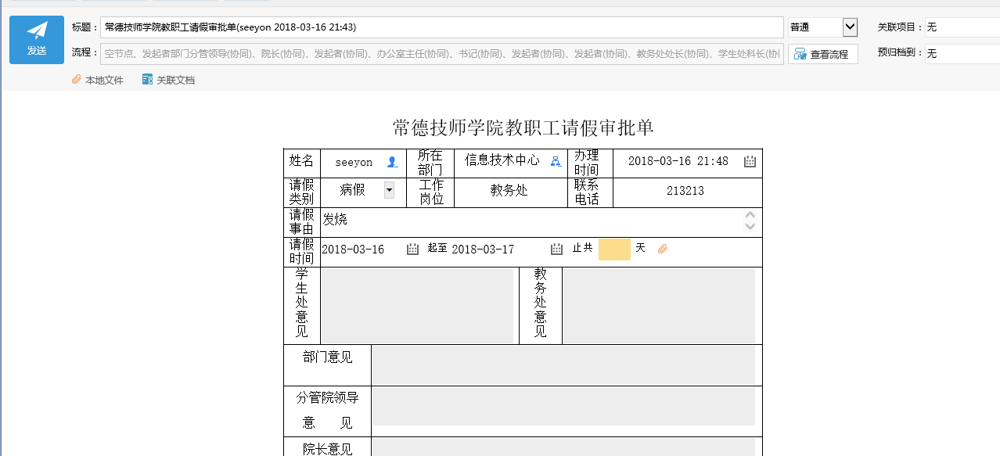 发送
标题：
常德技师学院教职工请假审批单(seeyon 2018-03-16 21:43)
普通
关联项目：
无
流程：
空节点、发起者部门分管领导(协同)、院长(协同)、发起者(协同)、办公室主任(协同)、书记(协同)、发起者(协同)、发起者(协同)、教务处处长(协同)、学生处科长(协
查看流程
预归档到：
无
本地文件
关联文档
常德技师学院教职工请假审批单
姓名
seeyon
所在
部门
信息技术中心
办理
时间
2018-03-16 21:48
请假
类别
病假
工作
岗位
教务处
联系
电话
213213
请假
事由
发烧
请假
时间
2018-03-16 起至 2018-03-17 止共 天
学
生
处
意
见
教
务
处
意
见
部门意见
分管院领导
意 见
院长意见